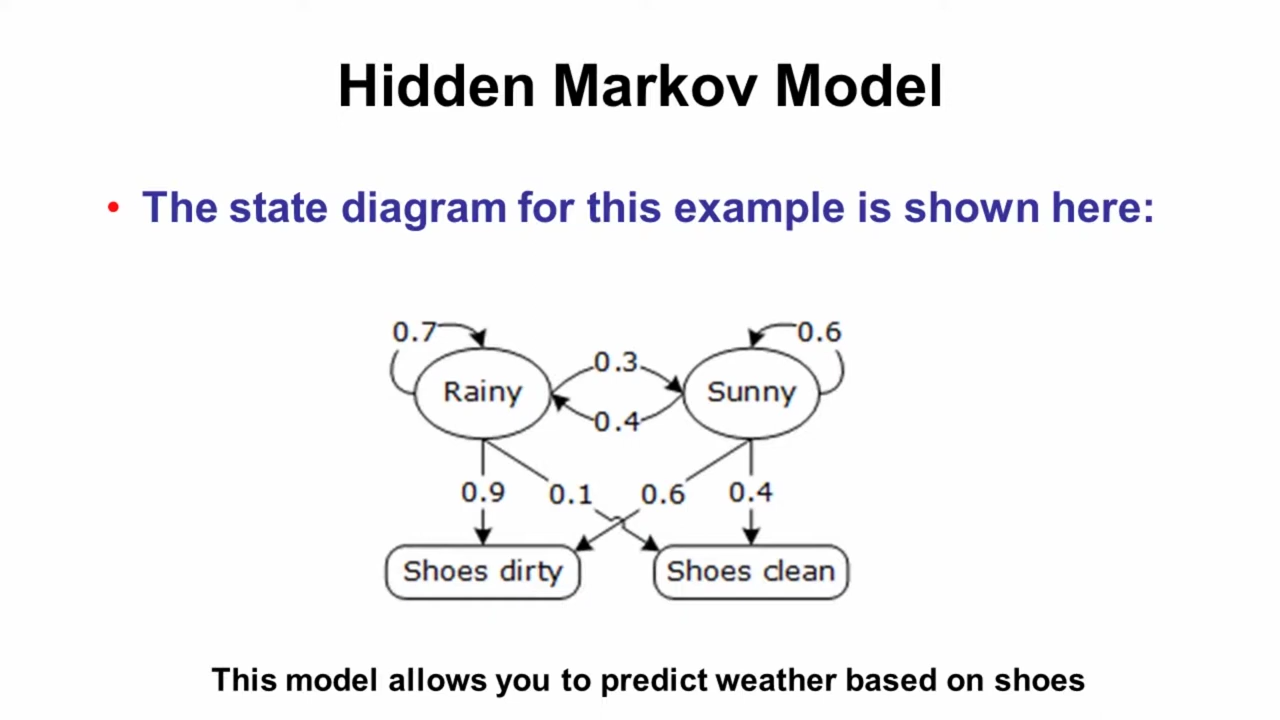 Hidden Markov Model
• The state diagram for this example is shown here:
0.7
0.6
0.3
Rainy
Sunny
0.4
0.9
0.1
0.6
0.4
Shoes dirty
Shoes clean
This model allows you to predict weather based on shoes